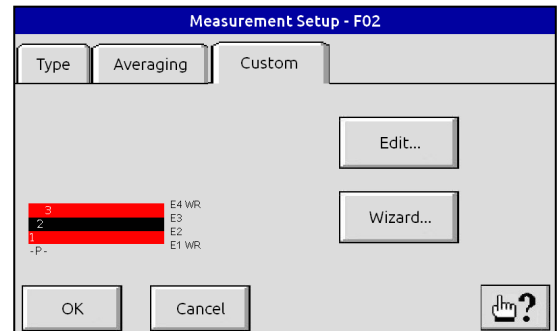 Measurement Setup - F02
Type Averaging Custom
Edit...
Wizard...
3 E4 WR
2 E3
E2
1 E1 WR
-P-
OK Cancel ?